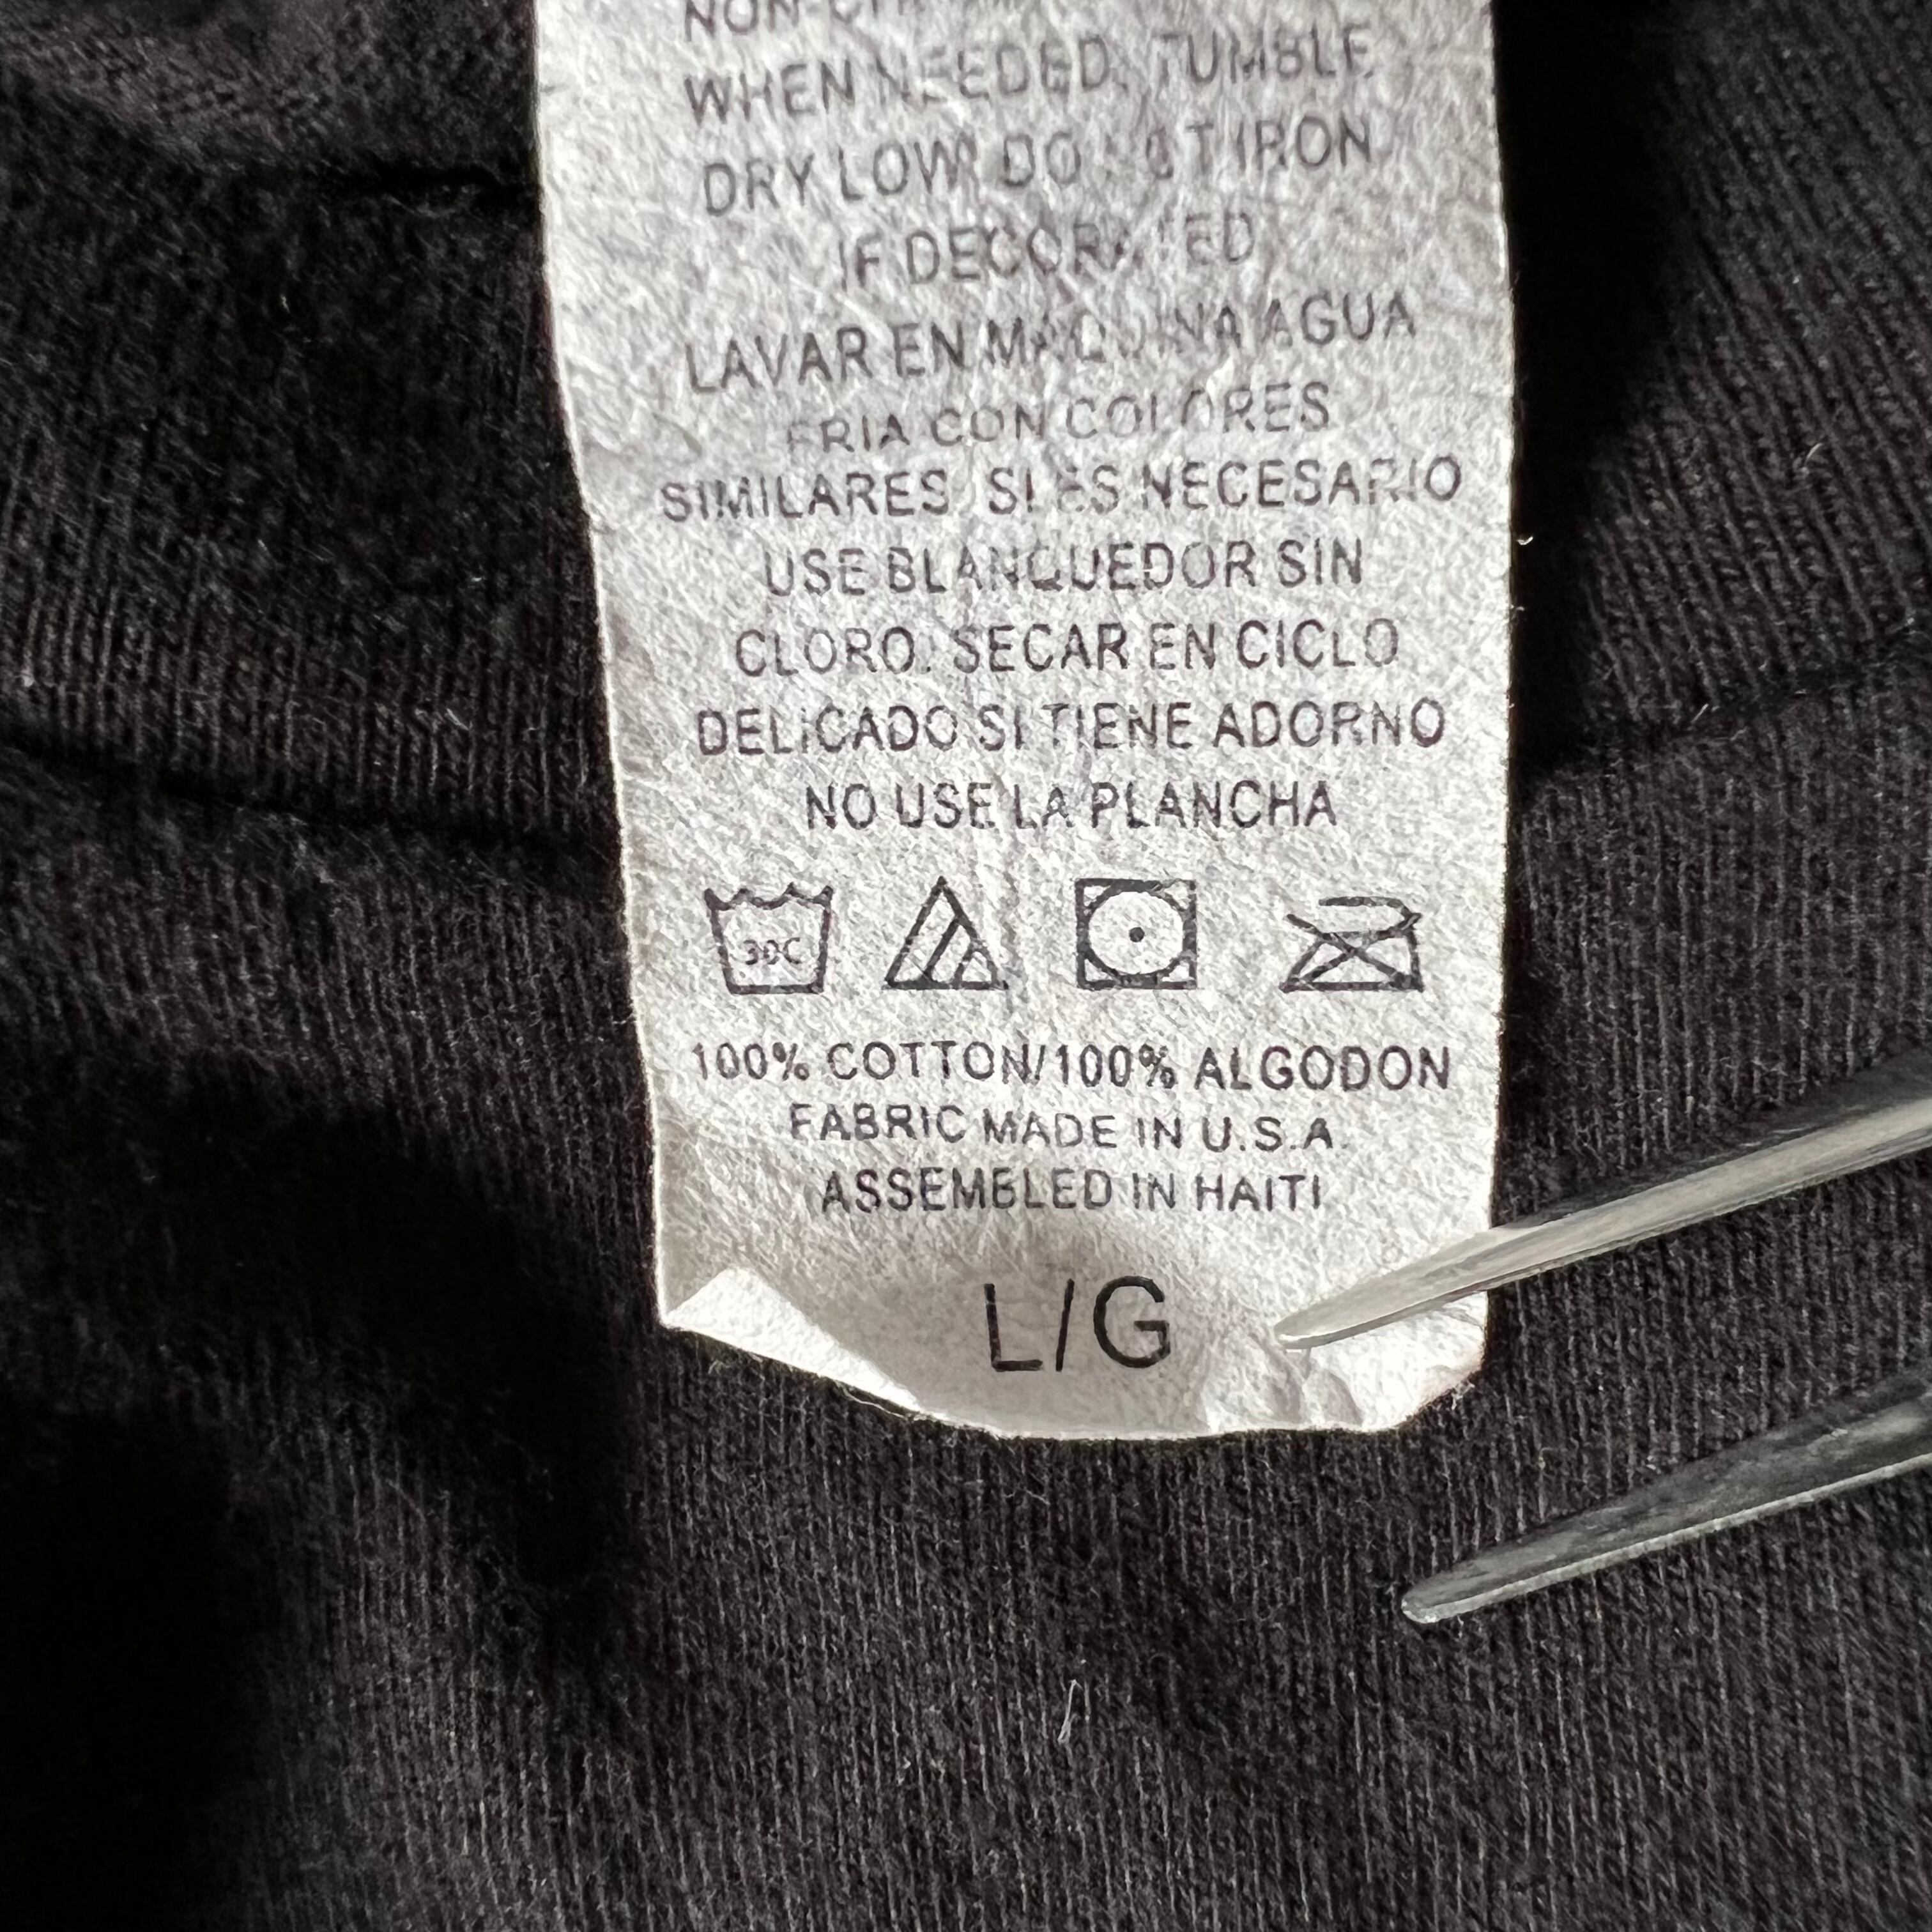 WHEN NEEDED. TUMBLE
DRY LOW. DO NOT IRON
IF DECORATED
LAVAR EN MAQUINA AGUA
FRIA CON COLORES
SIMILARES. SI ES NECESARIO
USE BLANQUEDOR SIN
CLORO. SECAR EN CICLO
DELICADO SI TIENE ADORNO
NO USE LA PLANCHA
30C
100% COTTON/100% ALGODON
FABRIC MADE IN U.S.A.
ASSEMBLED IN HAITI
L/G